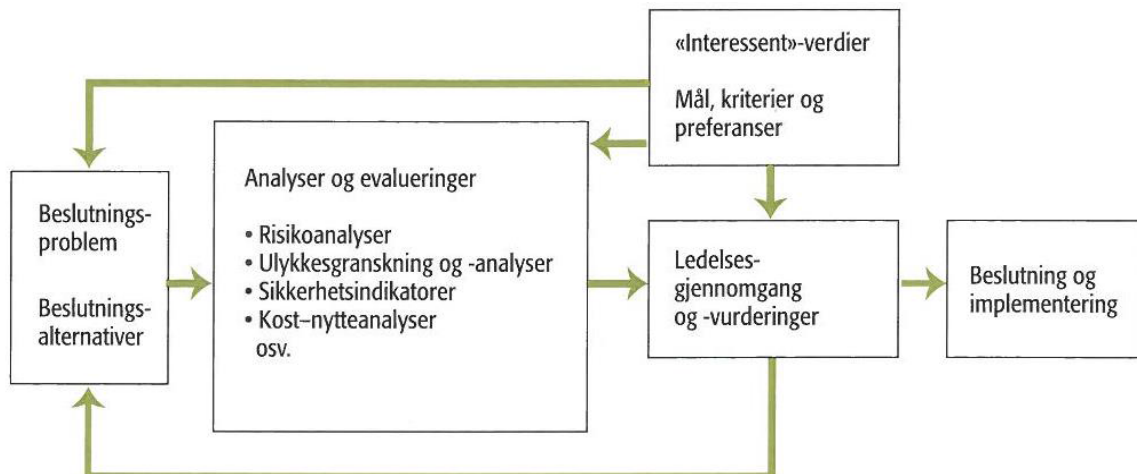 «Interessent»-verdier
Mål, kriterier og
preferanser
Beslutnings-
problem
Beslutnings-
alternativer
Analyser og evalueringer
• Risikoanalyser
• Ulykkesgranskning og -analyser
• Sikkerhetsindikatorer
• Kost–nytteanalyser
osv.
Ledelses-
gjennomgang
og -vurderinger
Beslutning og
implementering